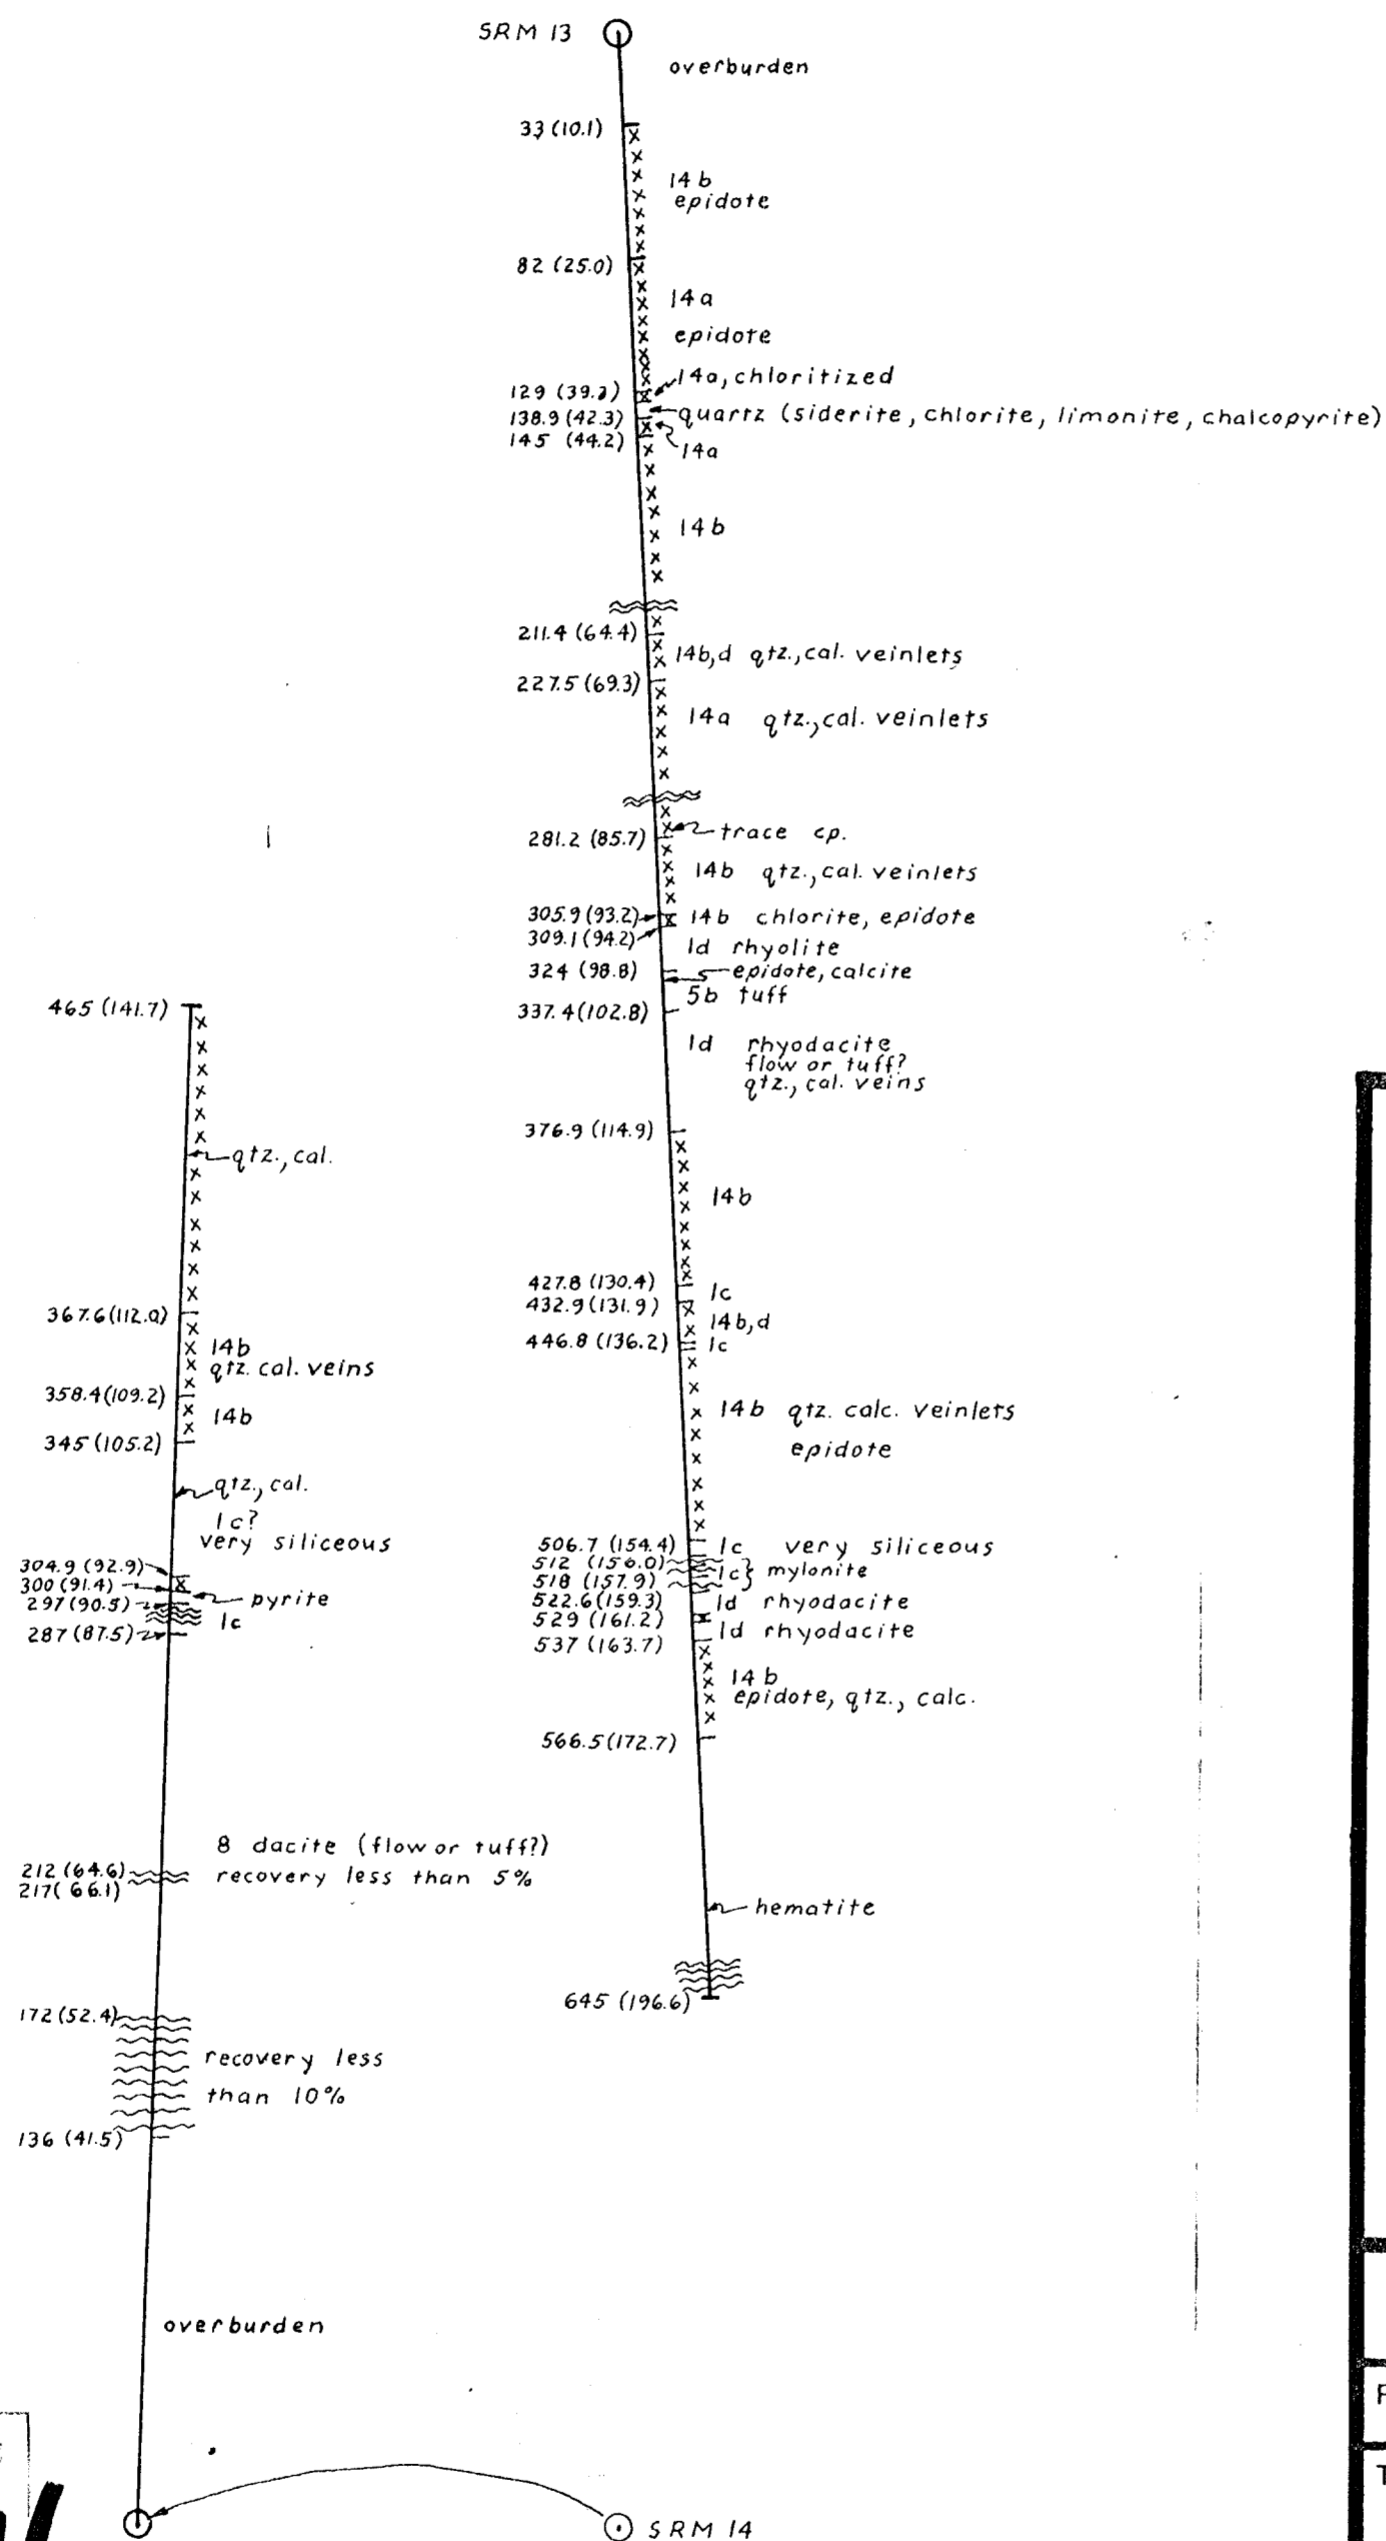 SRM 13
overburden
33 (10.1)
14b
epidote
82 (25.0)
14a
epidote
14a, chloritized
129 (39.3)
quartz (siderite, chlorite, limonite, chalcopyrite)
138.9 (42.3)
145 (44.2)
14a
14b
211.4 (64.4)
14b,d qtz., cal. veinlets
227.5 (69.3)
14a qtz., cal. veinlets
trace cp.
281.2 (85.7)
14b qtz., cal. veinlets
305.9 (93.2)
14b chlorite, epidote
309.1 (94.2)
1d rhyolite
324 (98.8)
epidote, calcite
5b tuff
337.4 (102.8)
1d rhyodacite
flow or tuff?
qtz., cal. veins
376.9 (114.9)
14b
427.8 (130.4)
1c
432.9 (131.9)
14b,d
446.8 (136.2)
1c
14b qtz. calc. veinlets
epidote
506.7 (154.4)
1c very siliceous
512 (156.0)
1c} mylonite
518 (157.9)
522.6 (159.3)
1d rhyodacite
529 (161.2)
1d rhyodacite
537 (163.7)
14b
epidote, qtz., calc.
566.5 (172.7)
hematite
645 (196.6)
465 (141.7)
qtz., cal.
367.6 (112.0)
14b
qtz. cal. veins
358.4 (109.2)
14b
345 (105.2)
qtz., cal.
1c?
very siliceous
304.9 (92.9)
300 (91.4)
pyrite
297 (90.5)
1c
287 (87.5)
8 dacite (flow or tuff?)
212 (64.6)
recovery less than 5%
217 (66.1)
172 (52.4)
recovery less
than 10%
136 (41.5)
overburden
SRM 14